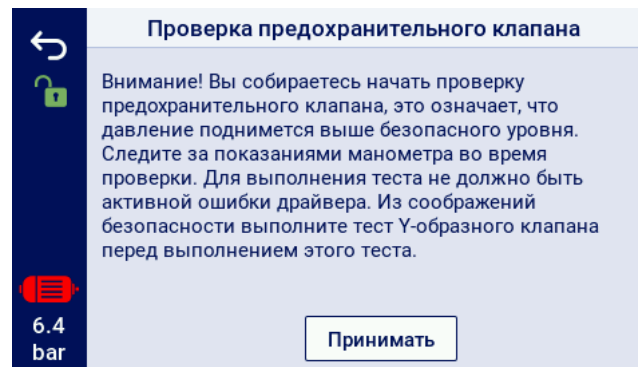 Проверка предохранительного клапана
Внимание! Вы собираетесь начать проверку
предохранительного клапана, это означает, что
давление поднимется выше безопасного уровня.
Следите за показаниями манометра во время
проверки. Для выполнения теста не должно быть
активной ошибки драйвера. Из соображений
безопасности выполните тест Y-образного клапана
перед выполнением этого теста.
6.4
bar
Принимать